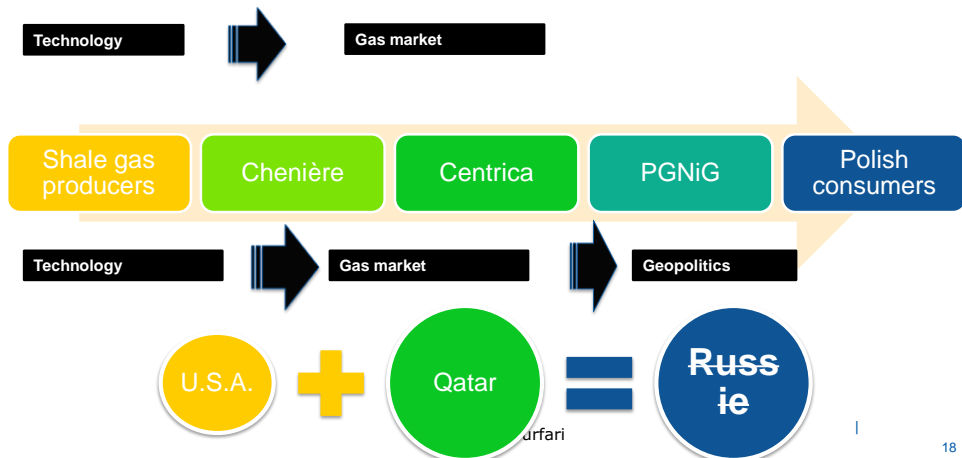 Technology
Gas market
Shale gas
producers
Chenière
Centrica
PGNiG
Polish
consumers
Technology
Gas market
Geopolitics
U.S.A.
Qatar
Russ
ie
urfari
|
18